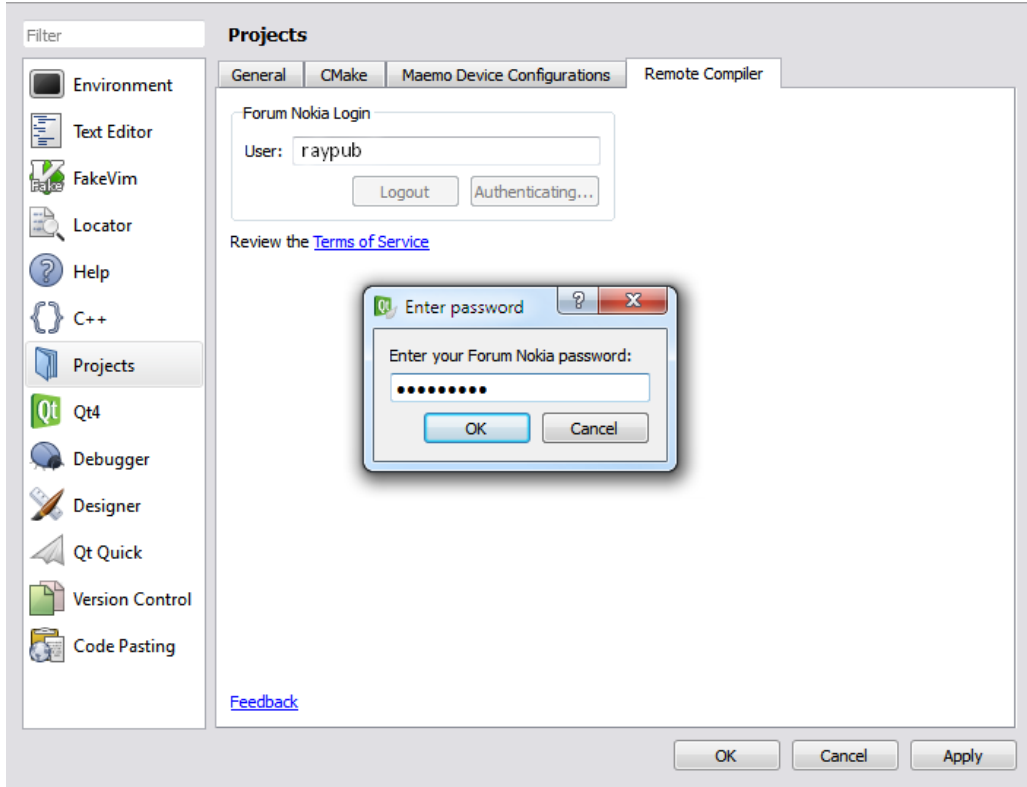 Filter
Projects
Environment
Text Editor
FakeVim
Locator
Help
C++
Projects
Qt4
Debugger
Designer
Qt Quick
Version Control
Code Pasting
General CMake Maemo Device Configurations Remote Compiler
Forum Nokia Login
User: raypub
Logout Authenticating...
Review the Terms of Service
Enter password
Enter your Forum Nokia password:
•••••••••
OK Cancel
Feedback
OK Cancel Apply